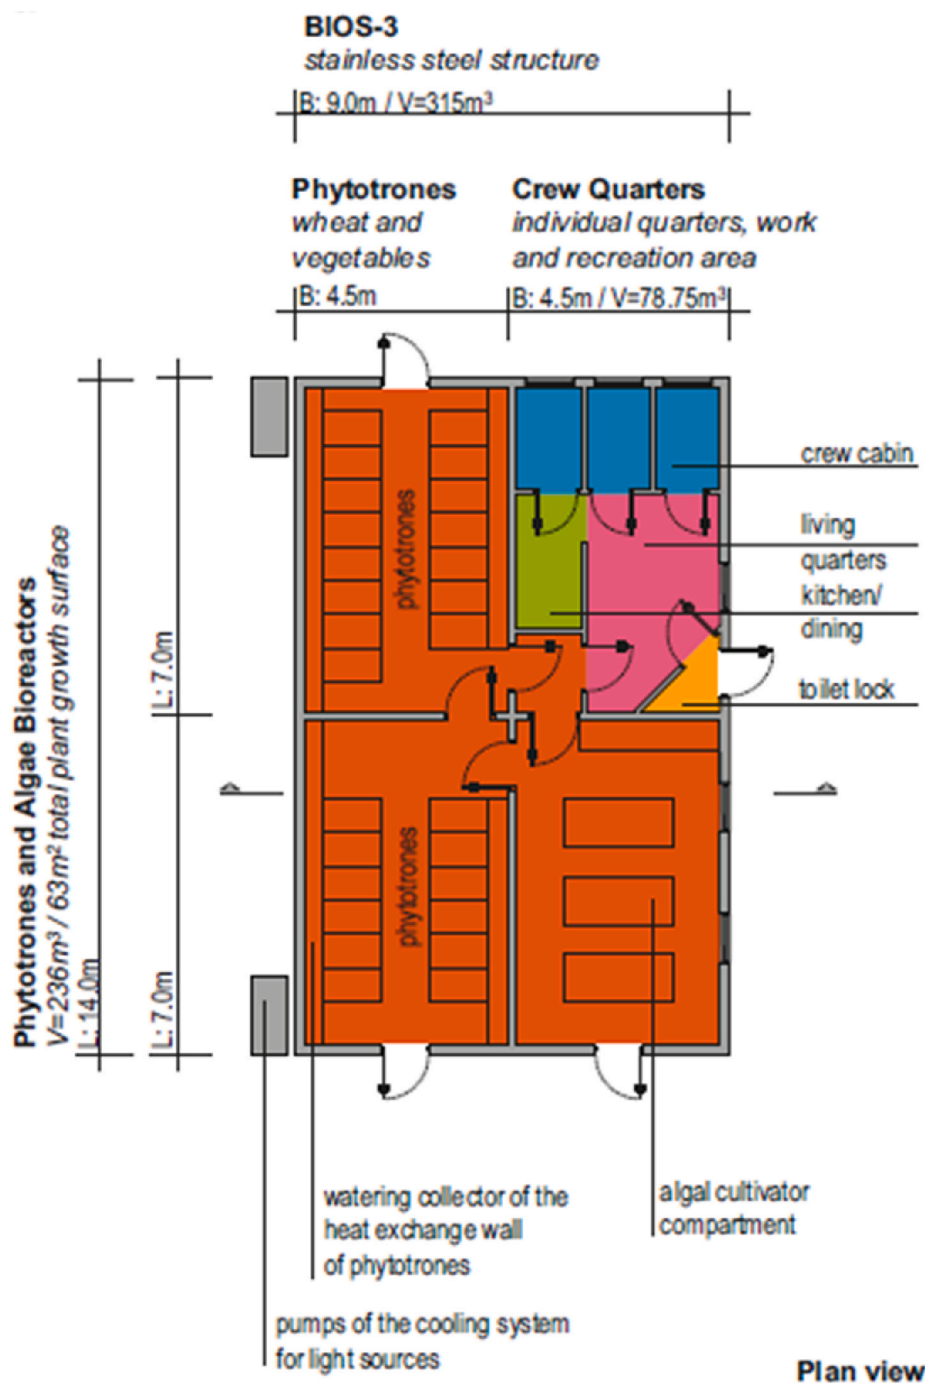 BIOS-3
stainless steel structure
B: 9.0m / V=315m³
Phytotrones
wheat and
vegetables
B: 4.5m
Crew Quarters
individual quarters, work
and recreation area
B: 4.5m / V=78.75m³
crew cabin
living
quarters
kitchen/
dining
toilet lock
phytotrones
phytotrones
Phytotrones and Algae Bioreactors
V=236m³ / 63m² total plant growth surface
L: 14.0m
L: 7.0m
L: 7.0m
watering collector of the
heat exchange wall
of phytotrones
algal cultivator
compartment
pumps of the cooling system
for light sources
Plan view